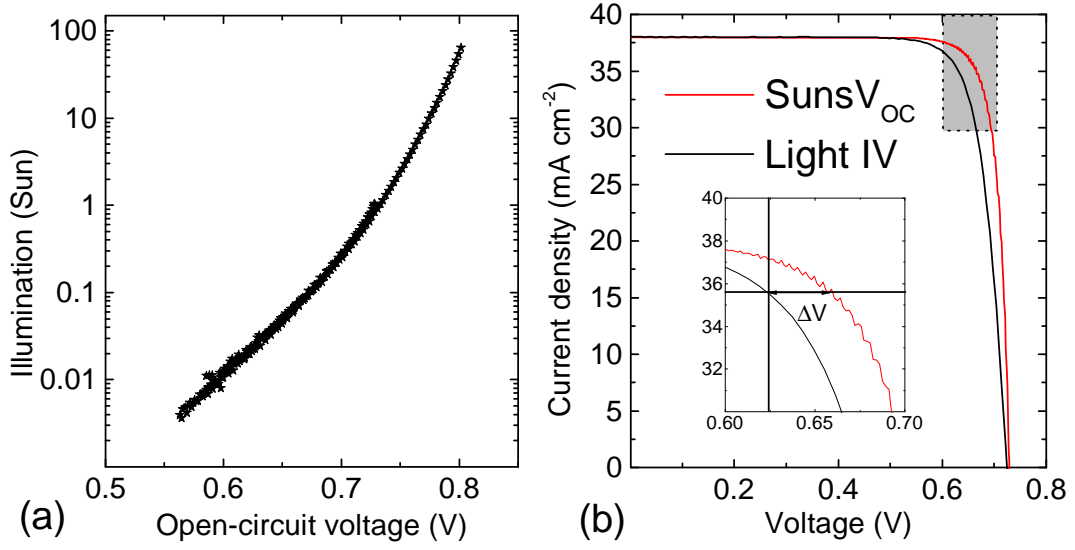 100
10
1
0.1
0.01
Illumination (Sun)
0.5 0.6 0.7 0.8
Open-circuit voltage (V)
(a)
40
35
30
25
20
15
10
5
0
Current density (mA cm⁻²)
SunsV_OC
Light IV
40
38
36
34
32
ΔV
0.60 0.65 0.70
0.2 0.4 0.6 0.8
Voltage (V)
(b)